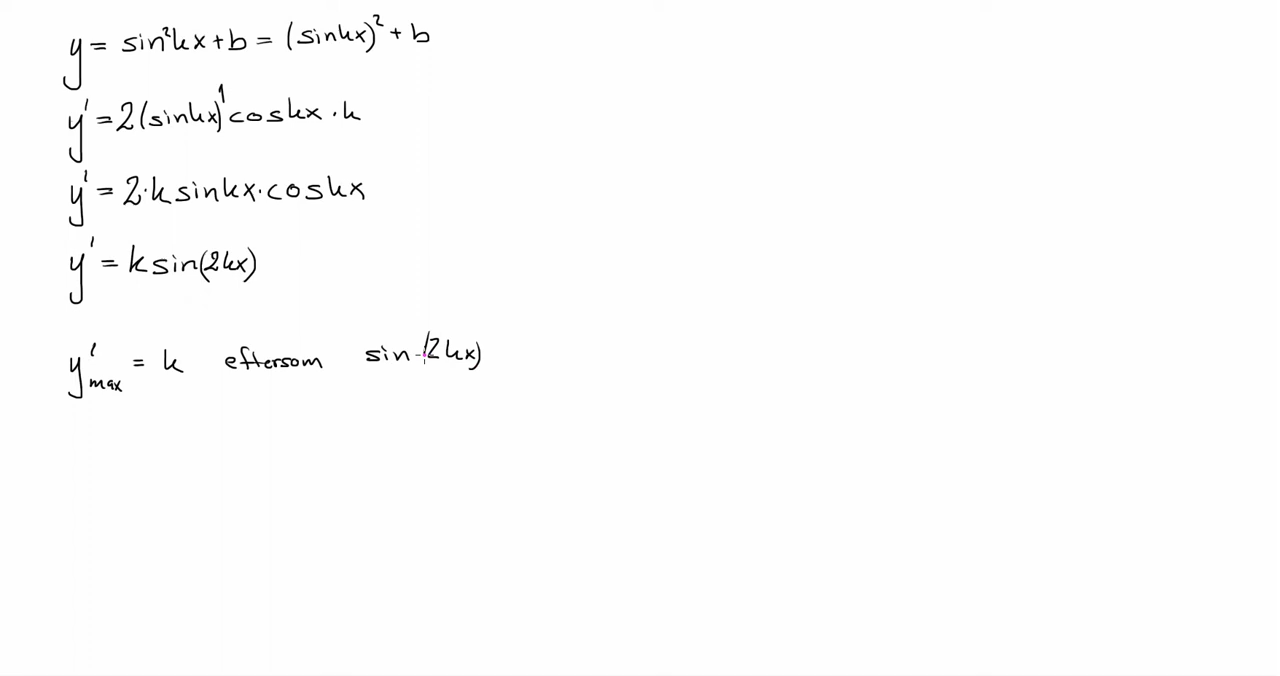 y = sin²kx + b = (sinkx)² + b
y' = 2(sinkx)¹coskx · k
y' = 2·k sinkx·coskx
y' = k sin(2kx)
y'max = k eftersom sin (2kx)